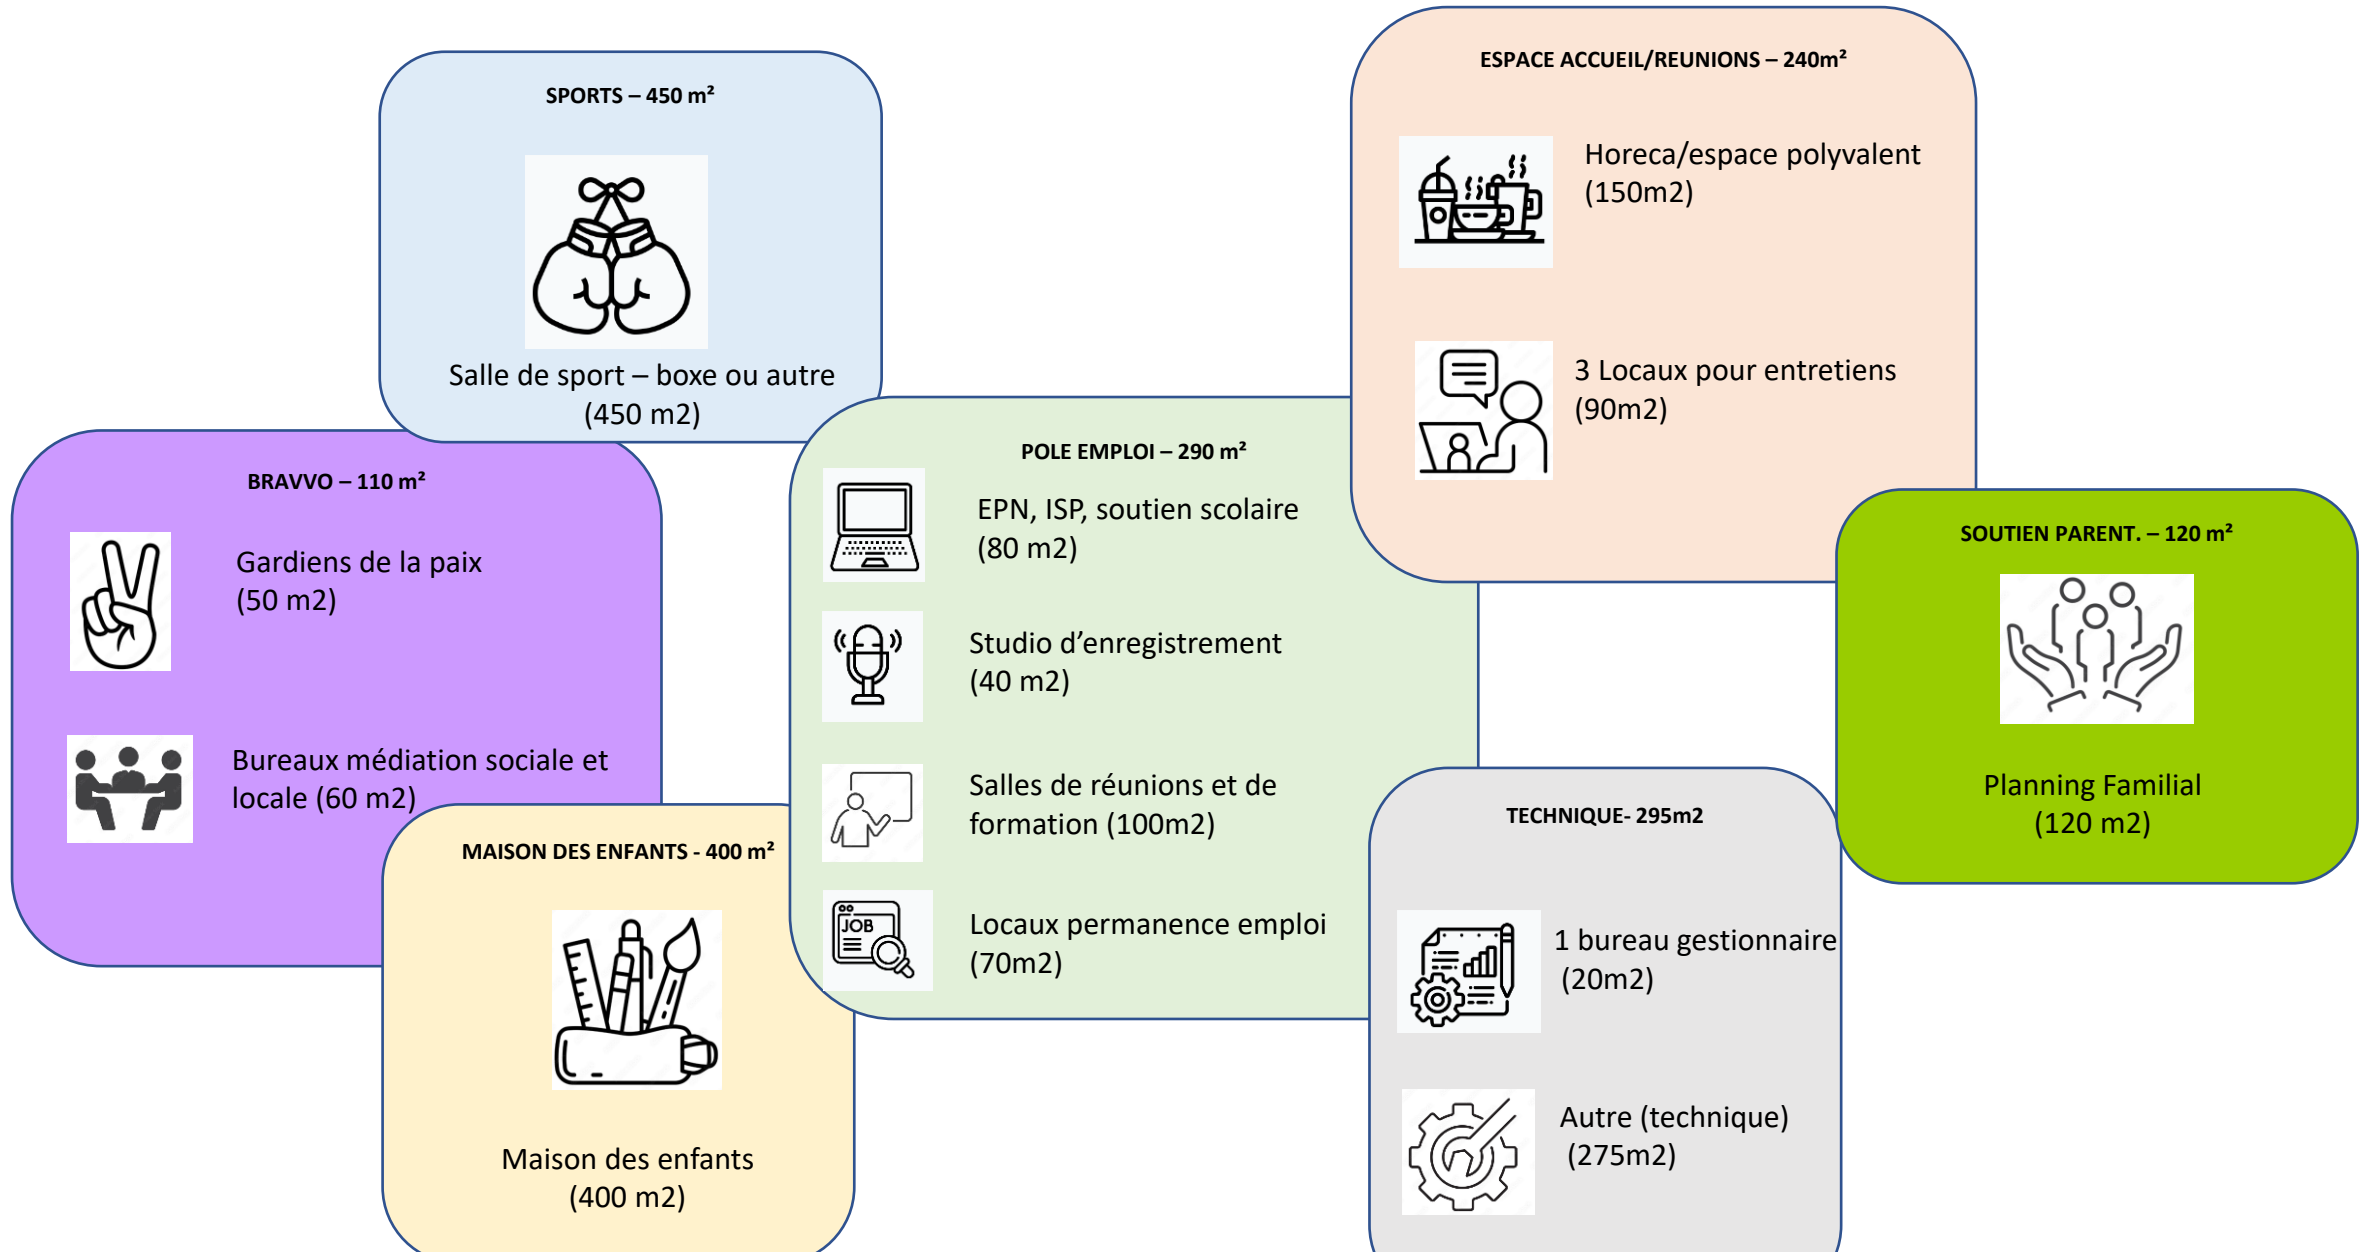 SPORTS – 450 m²
Salle de sport – boxe ou autre
(450 m2)
ESPACE ACCUEIL/REUNIONS – 240m²
Horeca/espace polyvalent
(150m2)
3 Locaux pour entretiens
(90m2)
BRAVVO – 110 m²
Gardiens de la paix
(50 m2)
Bureaux médiation sociale et
locale (60 m2)
POLE EMPLOI – 290 m²
EPN, ISP, soutien scolaire
(80 m2)
Studio d’enregistrement
(40 m2)
Salles de réunions et de
formation (100m2)
JOB
Locaux permanence emploi
(70m2)
SOUTIEN PARENT. – 120 m²
Planning Familial
(120 m2)
MAISON DES ENFANTS - 400 m²
Maison des enfants
(400 m2)
TECHNIQUE- 295m2
1 bureau gestionnaire
(20m2)
Autre (technique)
(275m2)